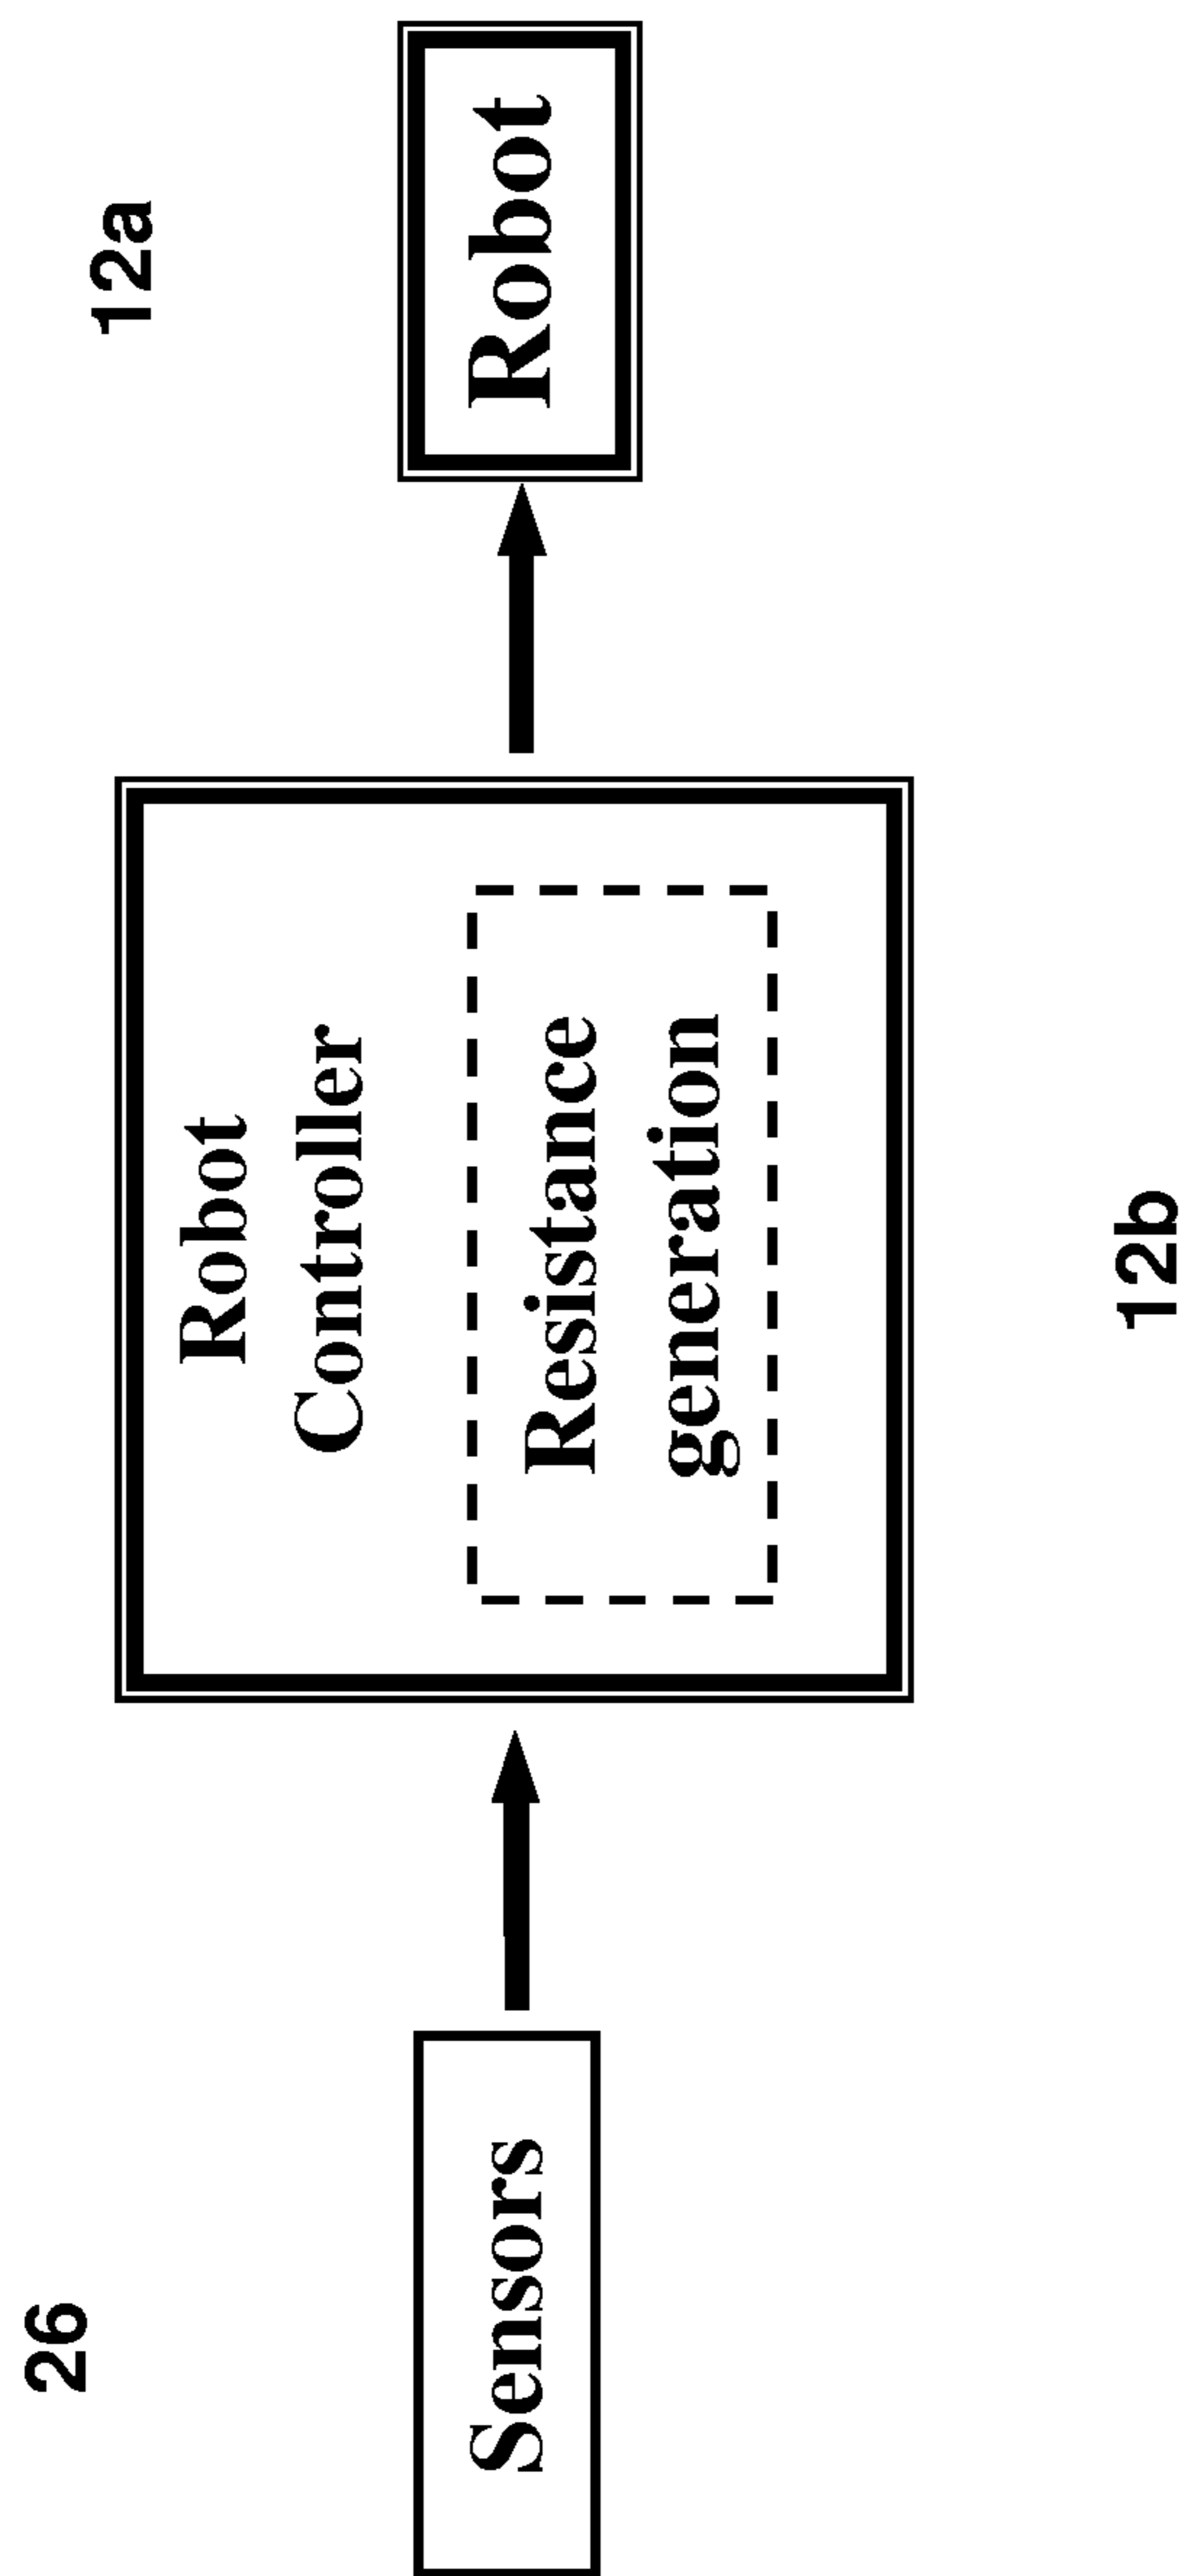 26
12a
Sensors
Robot
Controller
Resistance
generation
Robot
12b